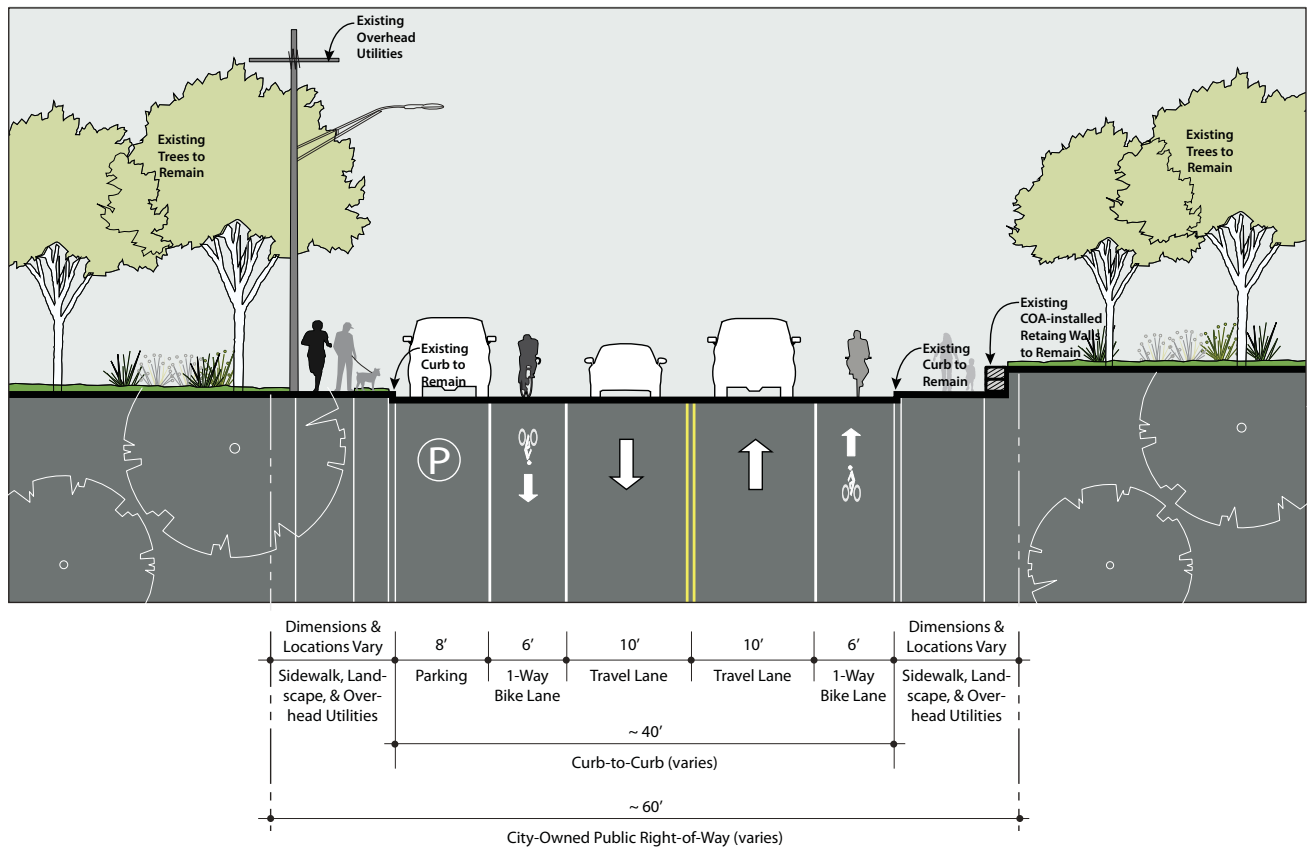 Existing
Overhead
Utilities
Existing
Trees to
Remain
Existing
Trees to
Remain
Existing
COA-installed
Retaing Walls
to Remain
Existing
Curb to
Remain
Existing
Curb to
Remain
P
Dimensions &
Locations Vary
8’
6’
10’
10’
6’
Dimensions &
Locations Vary
Sidewalk, Land-
scape, & Over-
head Utilities
Parking
1-Way
Bike Lane
Travel Lane
Travel Lane
1-Way
Bike Lane
Sidewalk, Land-
scape, & Over-
head Utilities
~ 40’
Curb-to-Curb (varies)
~ 60’
City-Owned Public Right-of-Way (varies)